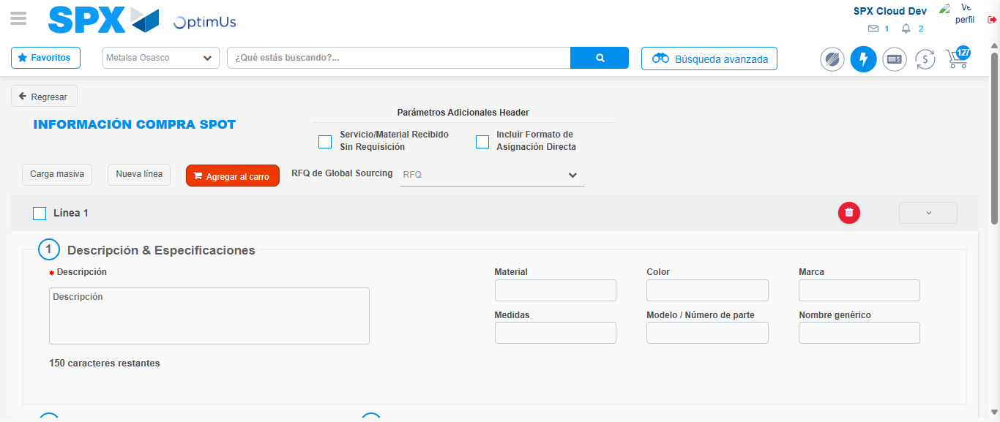 SPX OptimUs
SPX Cloud Dev
1 2
perfil
Favoritos
Metalsa Osasco
¿Qué estás buscando?...
Búsqueda avanzada
127
Regresar
INFORMACIÓN COMPRA SPOT
Parámetros Adicionales Header
Servicio/Material Recibido
Sin Requisición
Incluir Formato de
Asignación Directa
Carga masiva
Nueva línea
Agregar al carro
RFQ de Global Sourcing
RFQ
Línea 1
1 Descripción & Especificaciones
* Descripción
Descripción
150 caracteres restantes
Material
Color
Marca
Medidas
Modelo / Número de parte
Nombre genérico